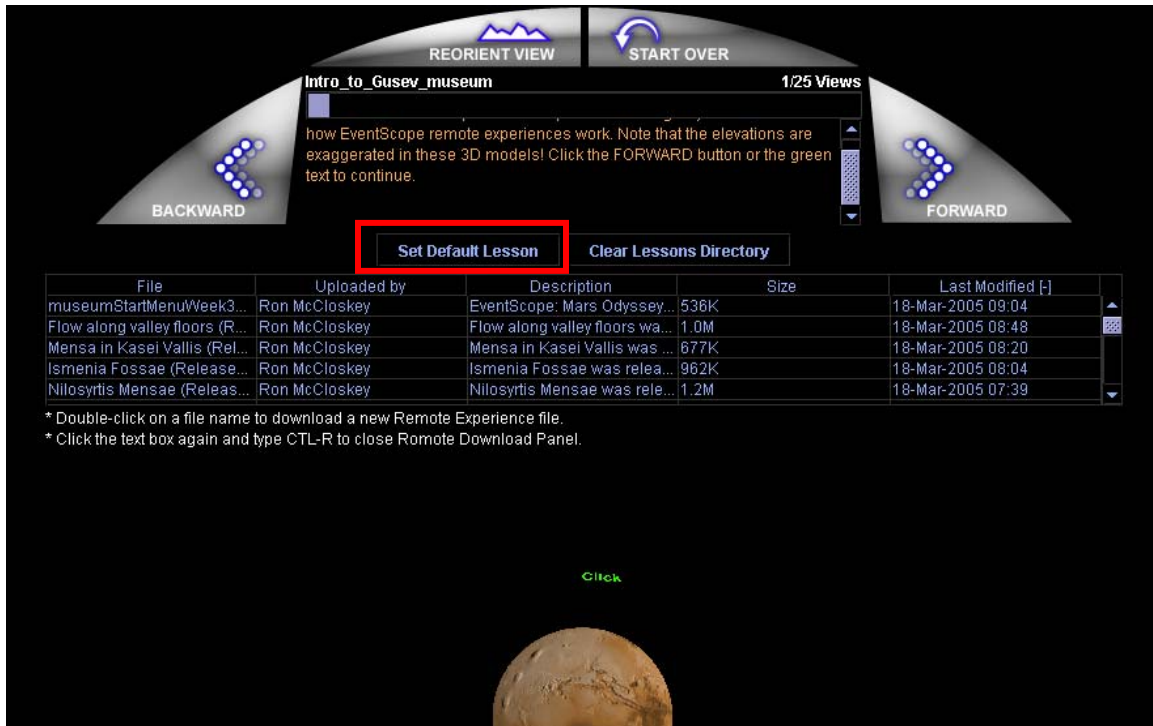 REORIENT VIEW START OVER
Intro_to_Gusev_museum 1/25 Views
how EventScope remote experiences work. Note that the elevations are
exaggerated in these 3D models! Click the FORWARD button or the green
text to continue.
BACKWARD FORWARD
Set Default Lesson Clear Lessons Directory
File Uploaded by Description Size Last Modified [-]
museumStartMenuWeek3... Ron McCloskey EventScope: Mars Odyssey... 536K 18-Mar-2005 09:04
Flow along valley floors (R... Ron McCloskey Flow along valley floors wa... 1.0M 18-Mar-2005 08:48
Mensa in Kasei Vallis (Rel... Ron McCloskey Mensa in Kasei Vallis was ... 677K 18-Mar-2005 08:20
Ismenia Fossae (Release... Ron McCloskey Ismenia Fossae was relea... 962K 18-Mar-2005 08:04
Nilosyrtis Mensae (Releas... Ron McCloskey Nilosyrtis Mensae was rele... 1.2M 18-Mar-2005 07:39
* Double-click on a file name to download a new Remote Experience file.
* Click the text box again and type CTL-R to close Romote Download Panel.
Click